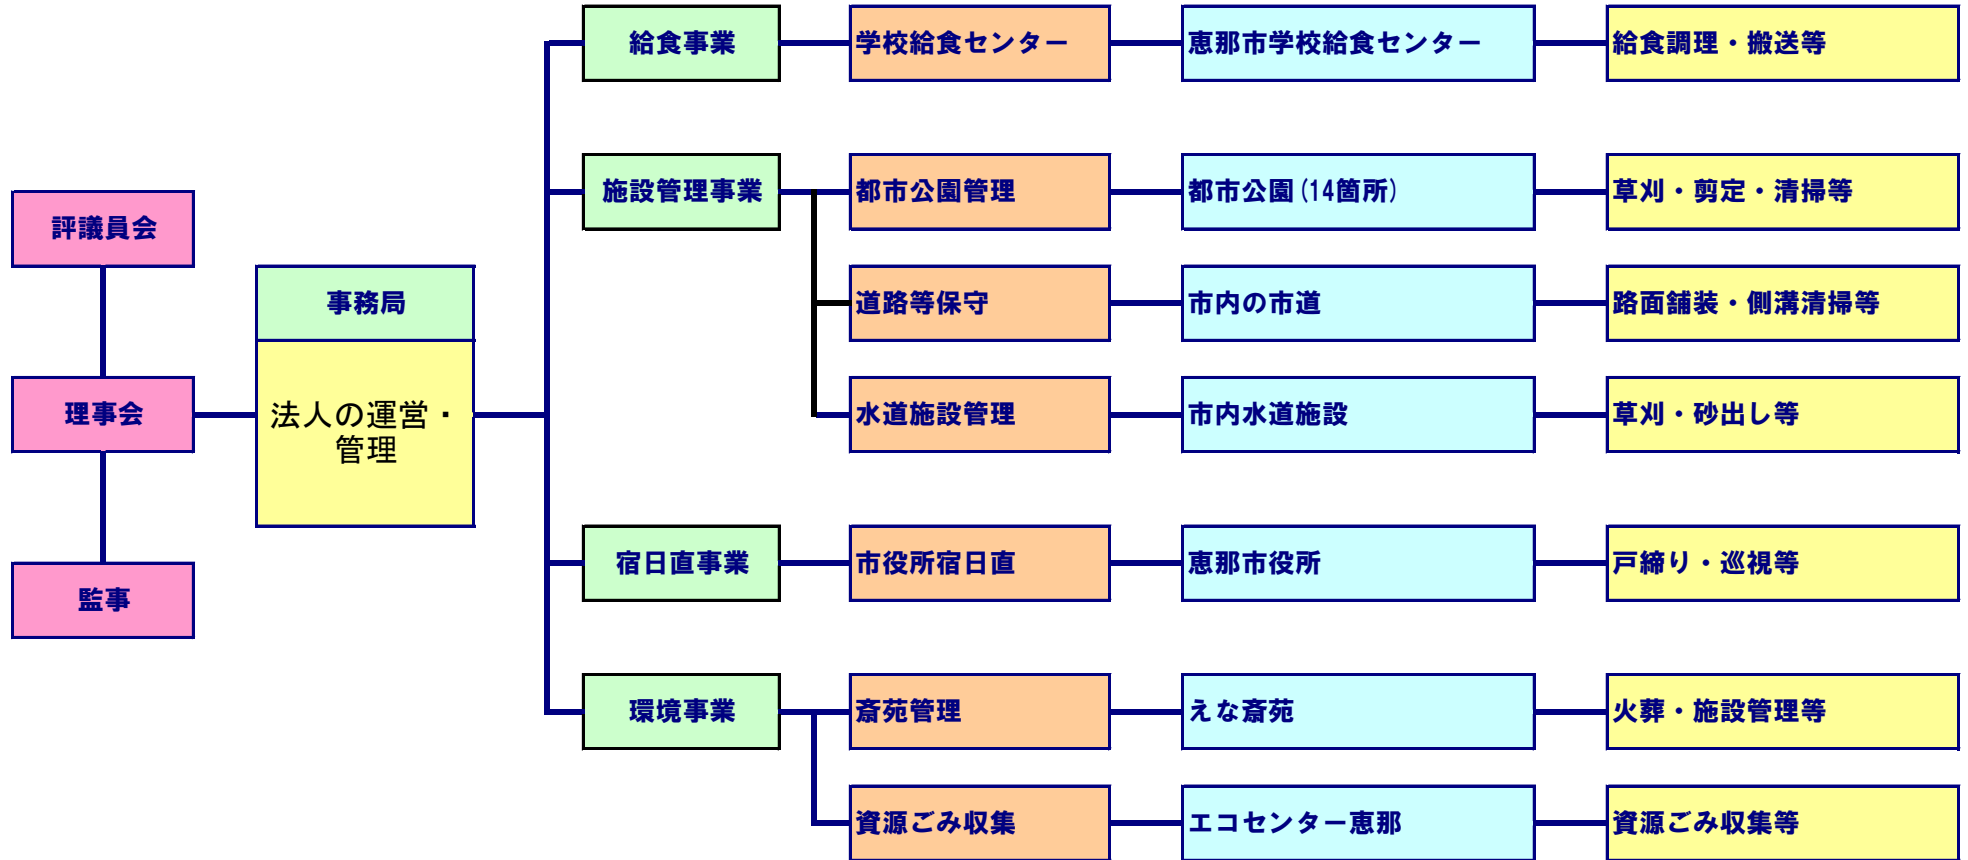 評議員会
理事会
監事
事務局
法人の運営・
管理
給食事業
学校給食センター
恵那市学校給食センター
給食調理・搬送等
施設管理事業
都市公園管理
都市公園(14箇所)
草刈・剪定・清掃等
道路等保守
市内の市道
路面舗装・側溝清掃等
水道施設管理
市内水道施設
草刈・砂出し等
宿日直事業
市役所宿日直
恵那市役所
戸締り・巡視等
環境事業
斎苑管理
えな斎苑
火葬・施設管理等
資源ごみ収集
エコセンター恵那
資源ごみ収集等